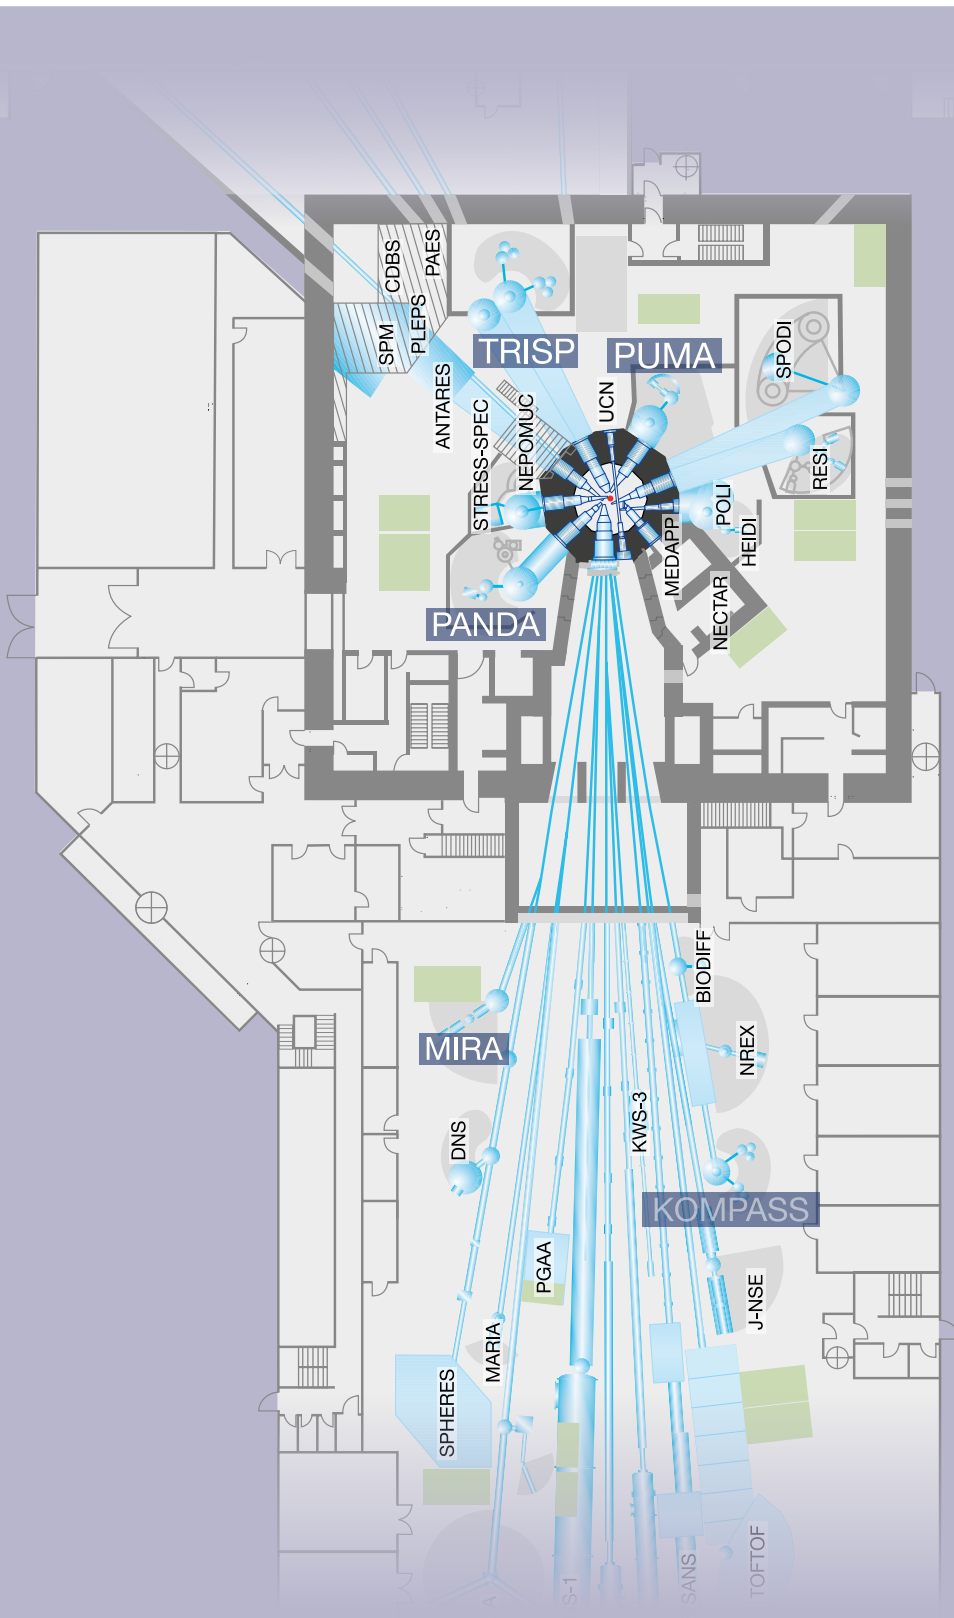 CDBS
PAES
SPM
PLEPS
TRISP
PUMA
SPODI
ANTARES
UCN
STRESS-SPEC
NEPOMUC
RESI
POLI
HEIDI
MEDAPP
NECTAR
PANDA
BIODIFF
MIRA
NREX
DNS
KWS-3
KOMPASS
PGAA
J-NSE
MARIA
SPHERES
SANS
TOFTOF
A
S-1